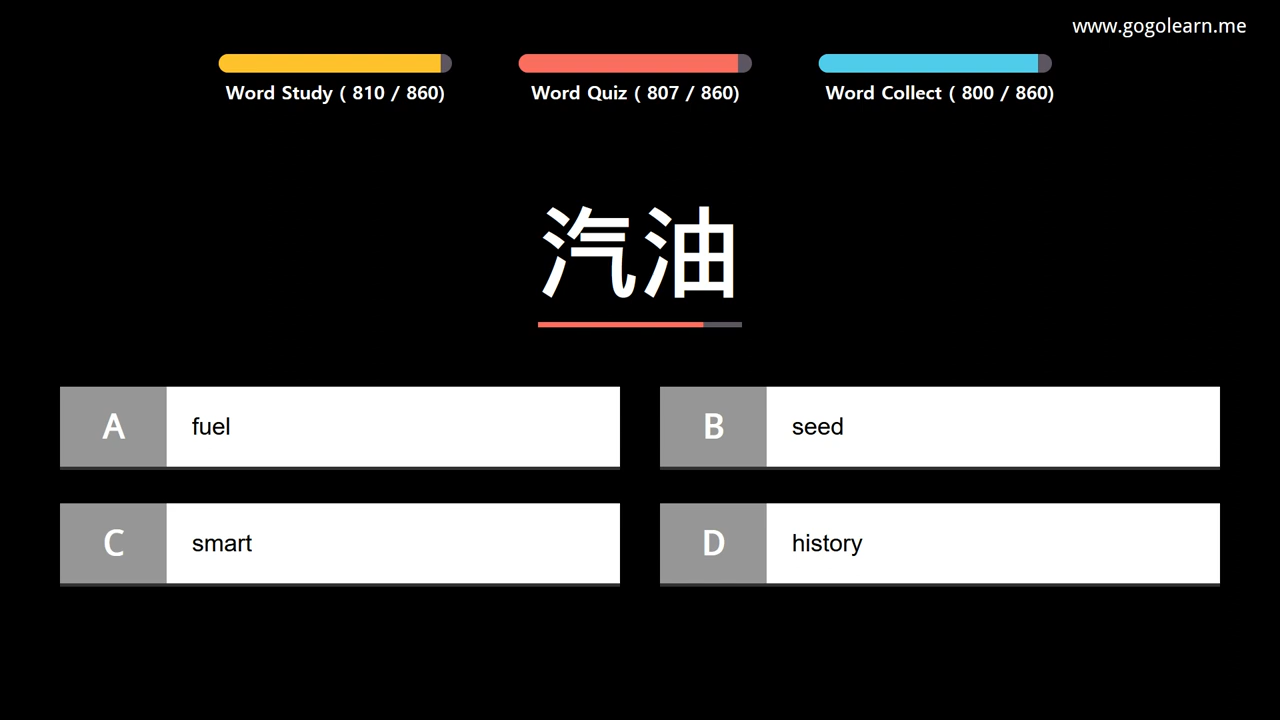 www.gogolearn.me
Word Study ( 810 / 860)
Word Quiz ( 807 / 860)
Word Collect ( 800 / 860)
汽油
A fuel
B seed
C smart
D history